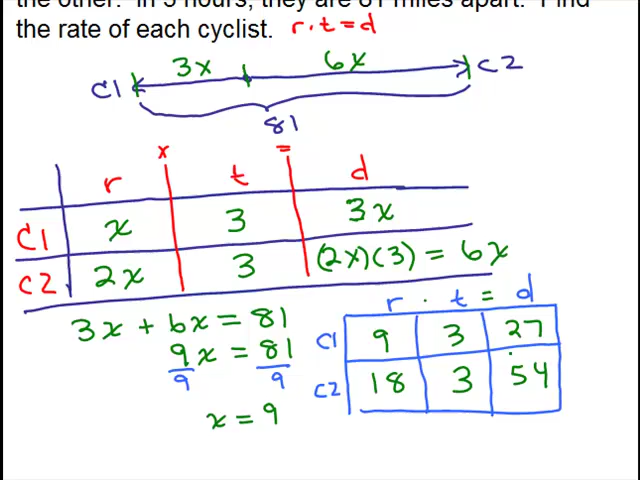 the other. In 3 hours, they are 81 miles apart. Find
the rate of each cyclist. r · t = d
3x 6x
C1 C2
81
r x t = d
C1 x 3 3x
C2 2x 3 (2x)(3) = 6x
3x + 6x = 81
9x = 81
9 9
x = 9
r · t = d
C1 9 3 27
C2 18 3 54